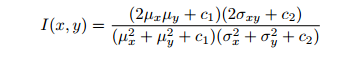 I(x, y) = \frac{(2\mu_x\mu_y + c_1)(2\sigma_{xy} + c_2)}{(\mu_x^2 + \mu_y^2 + c_1)(\sigma_x^2 + \sigma_y^2 + c_2)}